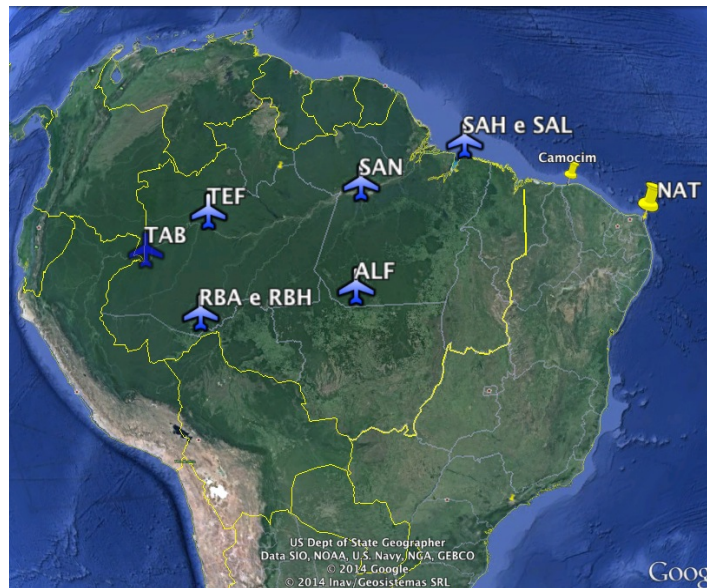 SAH e SAL
Camocim
SAN
NAT
TEF
TAB
ALF
RBA e RBH
US Dept of State Geographer
Data SIO, NOAA, U.S. Navy, NGA, GEBCO
© 2014 Google
© 2014 Inav/Geosistemas SRL
Goog